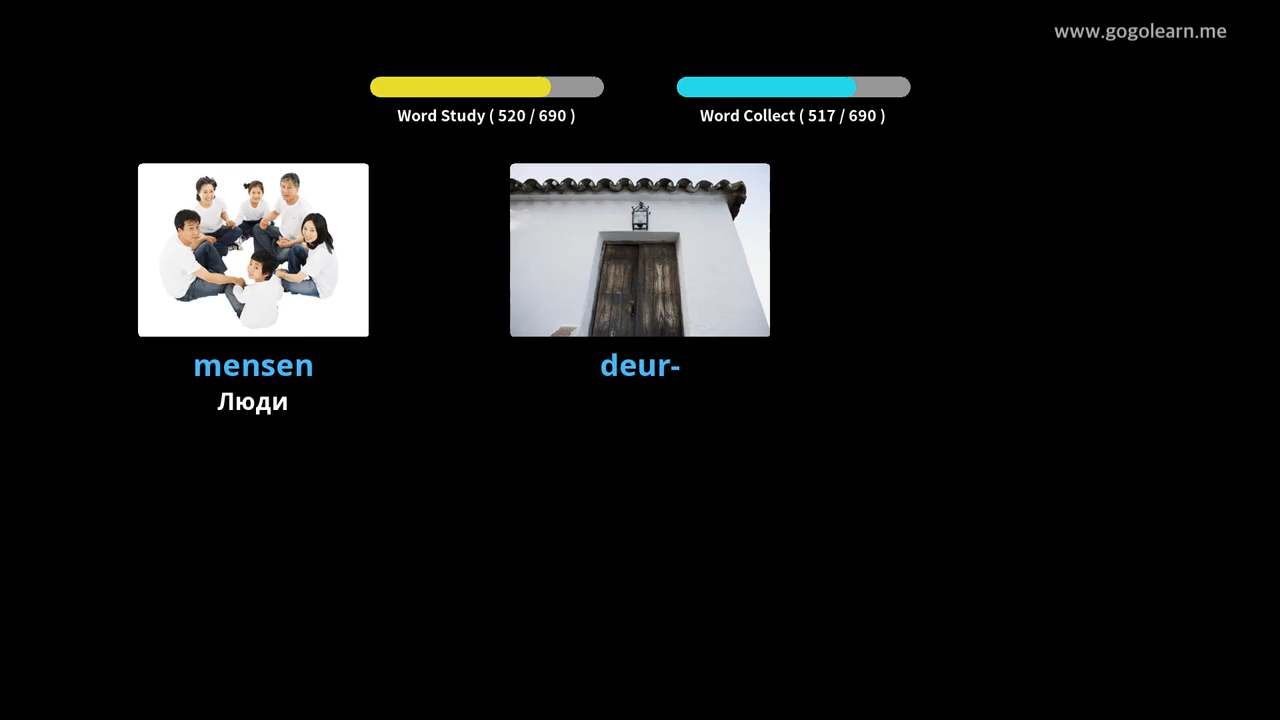 www.gogolearn.me
Word Study ( 520 / 690 )
Word Collect ( 517 / 690 )
mensen
Люди
deur-